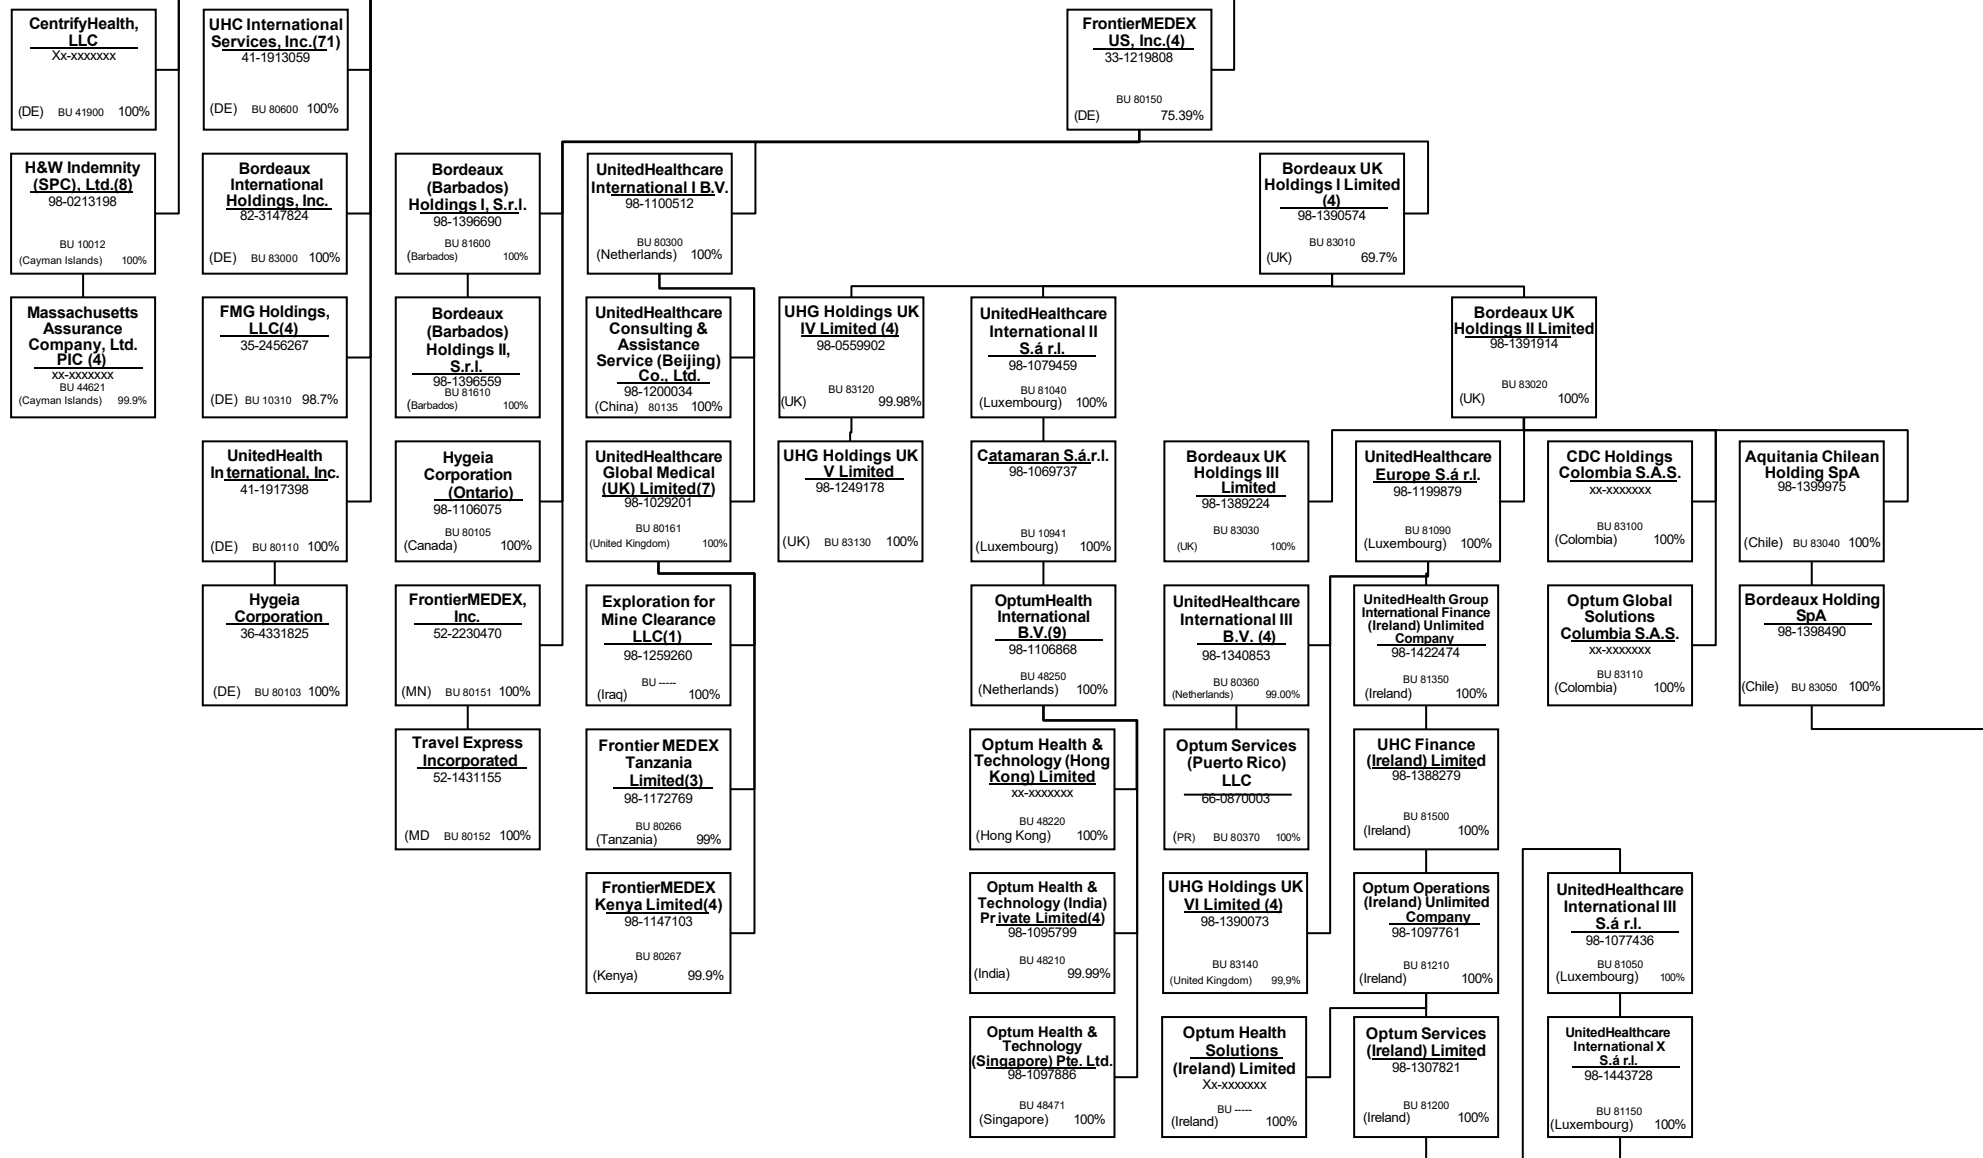 CentrifyHealth,
LLC
Xx-xxxxxxx
(DE) BU 41900 100%
UHC International
Services, Inc.(71)
41-1913059
(DE) BU 80600 100%
FrontierMEDEX
US, Inc.(4)
33-1219808
BU 80150
(DE) 75.39%
H&W Indemnity
(SPC), Ltd.(8)
98-0213198
BU 10012
(Cayman Islands) 100%
Bordeaux
International
Holdings, Inc.
82-3147824
(DE) BU 83000 100%
Bordeaux
(Barbados)
Holdings I, S.r.l.
98-1396690
BU 81600
(Barbados) 100%
UnitedHealthcare
International I B.V.
98-1100512
BU 80300
(Netherlands) 100%
Bordeaux UK
Holdings I Limited
(4)
98-1390574
BU 83010
(UK) 69.7%
Massachusetts
Assurance
Company, Ltd.
PIC (4)
xx-xxxxxxx
BU 44621
(Cayman Islands) 99.9%
FMG Holdings,
LLC(4)
35-2456267
(DE) BU 10310 98.7%
Bordeaux
(Barbados)
Holdings II,
S.r.l.
98-1396559
BU 81610
(Barbados) 100%
UnitedHealthcare
Consulting &
Assistance
Service (Beijing)
Co., Ltd.
98-1200034
(China) 80135 100%
UHG Holdings UK
IV Limited (4)
98-0559902
BU 83120
(UK) 99.98%
UnitedHealthcare
International II
S.á r.l.
98-1079459
BU 81040
(Luxembourg) 100%
Bordeaux UK
Holdings II Limited
98-1391914
BU 83020
(UK) 100%
UnitedHealth
International, Inc.
41-1917398
(DE) BU 80110 100%
Hygeia
Corporation
(Ontario)
98-1106075
BU 80105
(Canada) 100%
UnitedHealthcare
Global Medical
(UK) Limited(7)
98-1029201
BU 80161
(United Kingdom) 100%
UHG Holdings UK
V Limited
98-1249178
(UK) BU 83130 100%
Catamaran S.á.r.l.
98-1069737
BU 10941
(Luxembourg) 100%
Bordeaux UK
Holdings III
Limited
98-1389224
BU 83030
(UK) 100%
UnitedHealthcare
Europe S.á r.l.
98-1199879
BU 81090
(Luxembourg) 100%
CDC Holdings
Colombia S.A.S.
xx-xxxxxxx
BU 83100
(Colombia) 100%
Aquitania Chilean
Holding SpA
98-1399975
(Chile) BU 83040 100%
Hygeia
Corporation
36-4331825
(DE) BU 80103 100%
FrontierMEDEX,
Inc.
52-2230470
(MN) BU 80151 100%
Exploration for
Mine Clearance
LLC(1)
98-1259260
BU -----
(Iraq) 100%
OptumHealth
International
B.V.(9)
98-1106868
BU 48250
(Netherlands) 100%
UnitedHealthcare
International III
B.V. (4)
98-1340853
BU 80360
(Netherlands) 99.00%
UnitedHealth Group
International Finance
(Ireland) Unlimited
Company
98-1422474
BU 81350
(Ireland) 100%
Optum Global
Solutions
Columbia S.A.S.
xx-xxxxxxx
BU 83110
(Colombia) 100%
Bordeaux Holding
SpA
98-1398490
(Chile) BU 83050 100%
Travel Express
Incorporated
52-1431155
(MD BU 80152 100%
Frontier MEDEX
Tanzania
Limited(3)
98-1172769
BU 80266
(Tanzania) 99%
Optum Health &
Technology (Hong
Kong) Limited
xx-xxxxxxx
BU 48220
(Hong Kong) 100%
Optum Services
(Puerto Rico)
LLC
66-0870003
(PR) BU 80370 100%
UHC Finance
(Ireland) Limited
98-1388279
BU 81500
(Ireland) 100%
FrontierMEDEX
Kenya Limited(4)
98-1147103
BU 80267
(Kenya) 99.9%
Optum Health &
Technology (India)
Private Limited(4)
98-1095799
BU 48210
(India) 99.99%
UHG Holdings UK
VI Limited (4)
98-1390073
BU 83140
(United Kingdom) 99,9%
Optum Operations
(Ireland) Unlimited
Company
98-1097761
BU 81210
(Ireland) 100%
UnitedHealthcare
International III
S.á r.l.
98-1077436
BU 81050
(Luxembourg) 100%
Optum Health &
Technology
(Singapore) Pte. Ltd.
98-1097886
BU 48471
(Singapore) 100%
Optum Health
Solutions
(Ireland) Limited
Xx-xxxxxxx
BU -----
(Ireland) 100%
Optum Services
(Ireland) Limited
98-1307821
BU 81200
(Ireland) 100%
UnitedHealthcare
International X
S.á r.l.
98-1443728
BU 81150
(Luxembourg) 100%